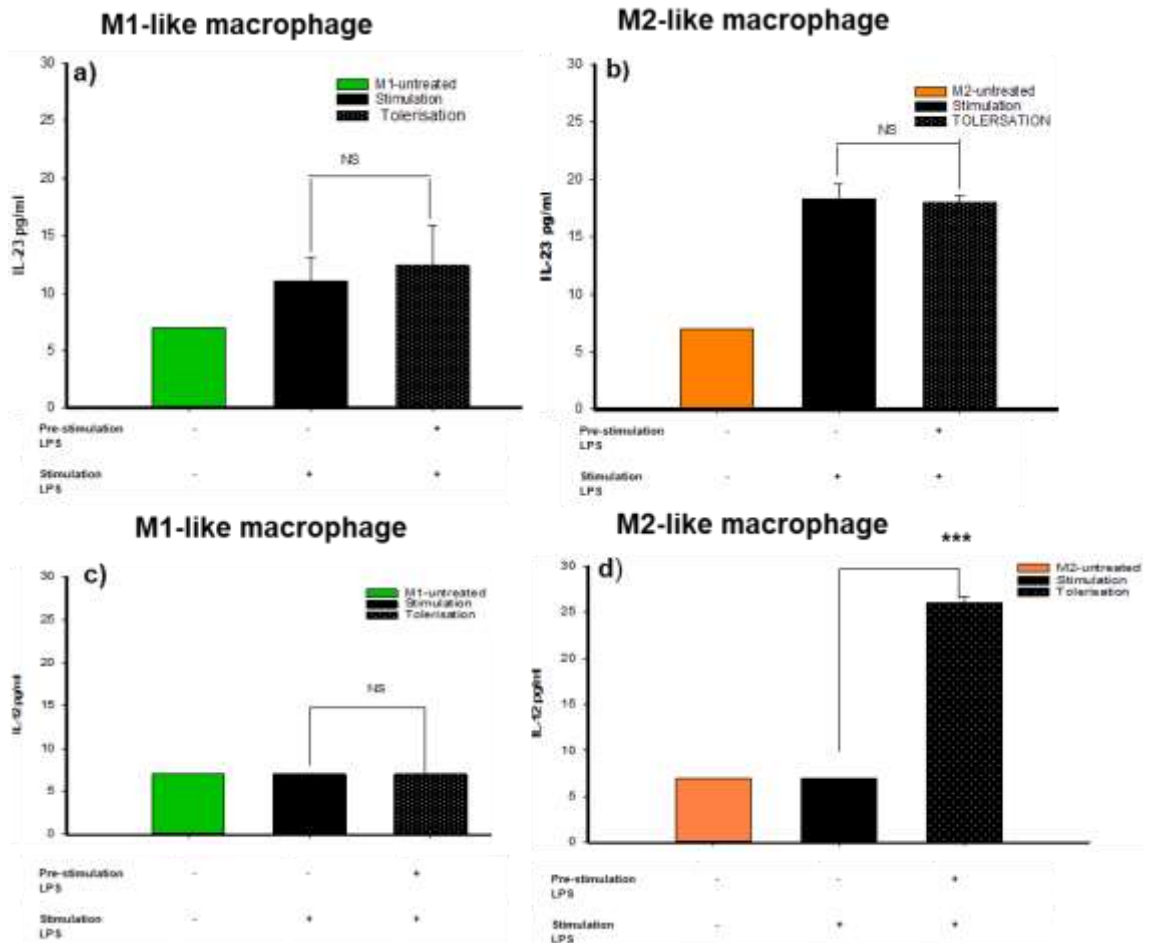 M1-like macrophage
a)
30
25
20
15
10
5
0
IL-23 pg/ml
M1-untreated
Stimulation
Tolerisation
NS
Pre-stimulation - - +
LPS
Stimulation - + +
LPS
M2-like macrophage
b)
30
25
20
15
10
5
0
IL-23 pg/ml
M2-untreated
Stimulation
TOLERSATION
NS
Pre-stimulation - - +
LPS
Stimulation - + +
LPS
M1-like macrophage
c)
30
25
20
15
10
5
0
IL-12 pg/ml
M1-untreated
Stimulation
Tolerisation
NS
Pre-stimulation - - +
LPS
Stimulation - + +
LPS
M2-like macrophage
***
d)
30
25
20
15
10
5
0
IL-12 pg/ml
M2-untreated
Stimulation
Tolerisation
Pre-stimulation - - +
LPS
Stimulation - + +
LPS